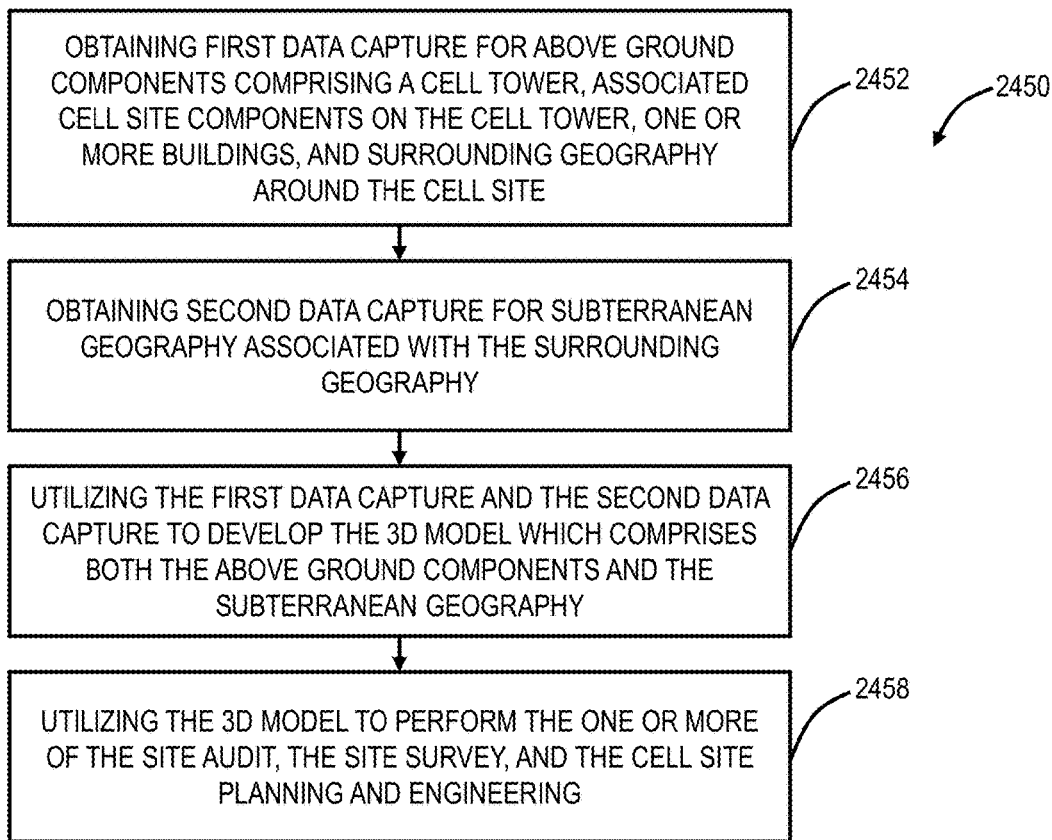 OBTAINING FIRST DATA CAPTURE FOR ABOVE GROUND
COMPONENTS COMPRISING A CELL TOWER, ASSOCIATED
CELL SITE COMPONENTS ON THE CELL TOWER, ONE OR
MORE BUILDINGS, AND SURROUNDING GEOGRAPHY
AROUND THE CELL SITE
2452
2450
OBTAINING SECOND DATA CAPTURE FOR SUBTERRANEAN
GEOGRAPHY ASSOCIATED WITH THE SURROUNDING
GEOGRAPHY
2454
UTILIZING THE FIRST DATA CAPTURE AND THE SECOND DATA
CAPTURE TO DEVELOP THE 3D MODEL WHICH COMPRISES
BOTH THE ABOVE GROUND COMPONENTS AND THE
SUBTERRANEAN GEOGRAPHY
2456
UTILIZING THE 3D MODEL TO PERFORM THE ONE OR MORE
OF THE SITE AUDIT, THE SITE SURVEY, AND THE CELL SITE
PLANNING AND ENGINEERING
2458